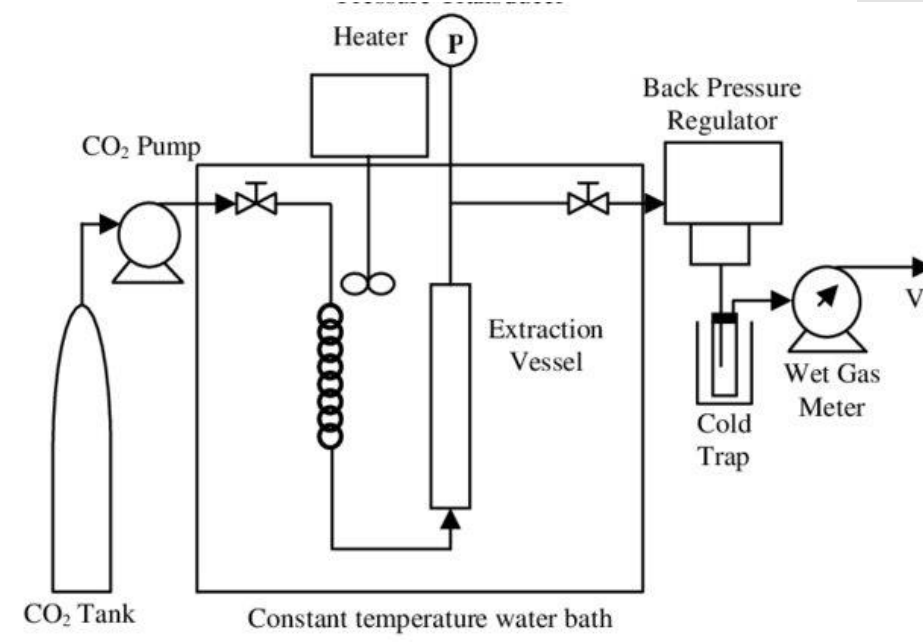 Heater
P
Back Pressure
Regulator
CO₂ Pump
Extraction
Vessel
V
Wet Gas
Meter
Cold
Trap
CO₂ Tank
Constant temperature water bath